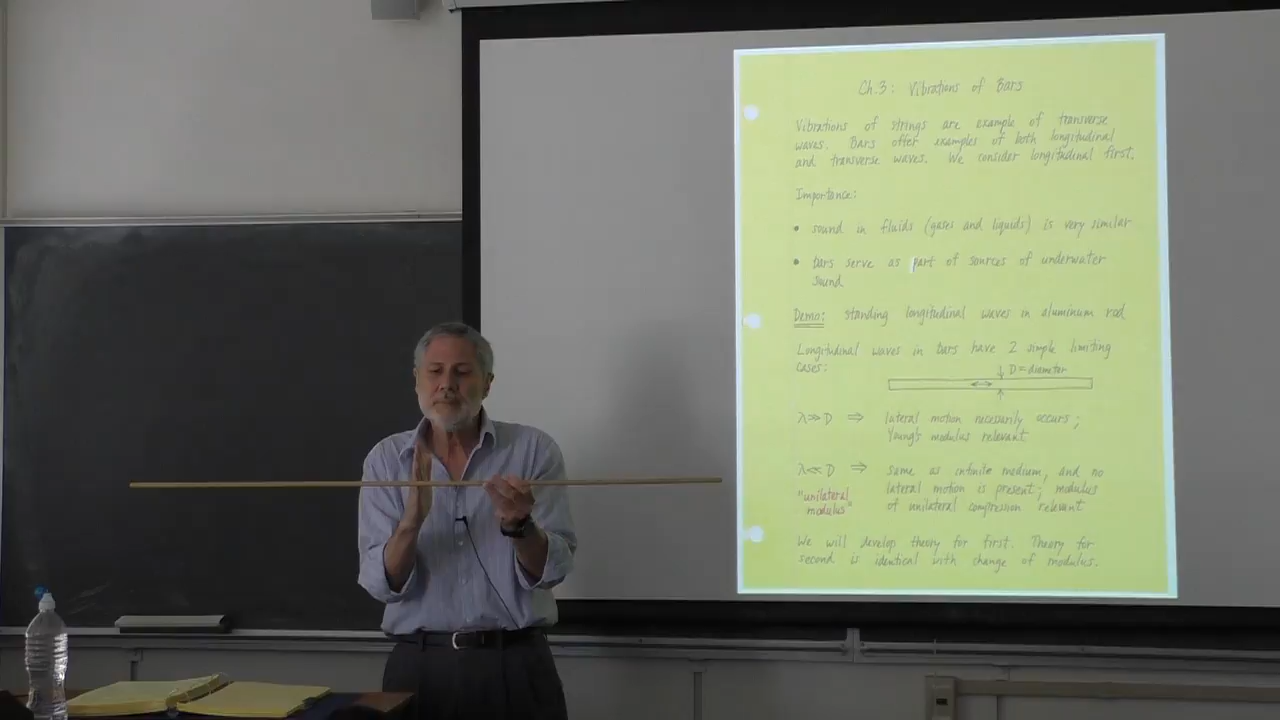 Ch.3: Vibrations of Bars
Vibrations of strings are example of transverse
waves. Bars offer examples of both longitudinal
and transverse waves. We consider longitudinal first.
Importance:
• sound in fluids (gases and liquids) is very similar
• bars serve as part of sources of underwater
sound
Demo: standing longitudinal waves in aluminum rod
Longitudinal waves in bars have 2 simple limiting
cases:
D = diameter
λ≫D ⇒ lateral motion necessarily occurs;
Young's modulus relevant
λ≪D ⇒ same as infinite medium, and no
"unilateral lateral motion is present; modulus
modulus" of unilateral compression relevant
We will develop theory for first. Theory for
second is identical with change of modulus.